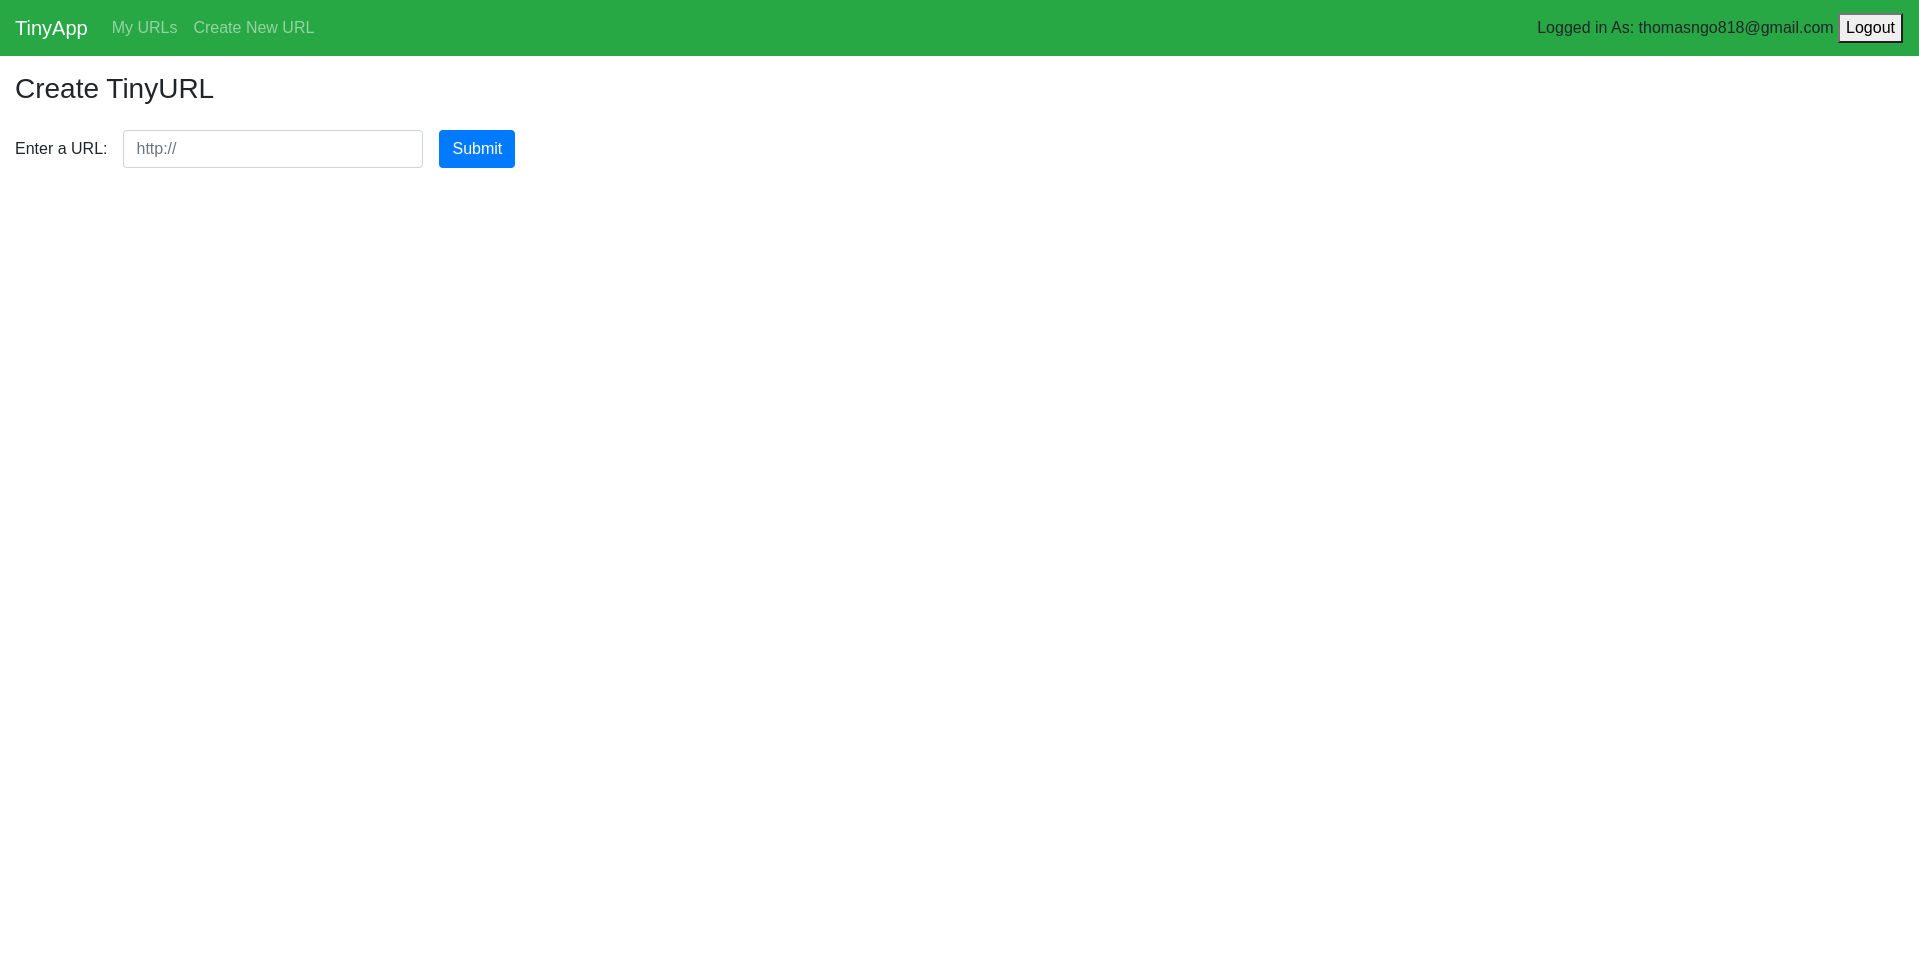 TinyApp My URLs Create New URL Logged in As: thomasngo818@gmail.com Logout
Create TinyURL
Enter a URL: http:// Submit